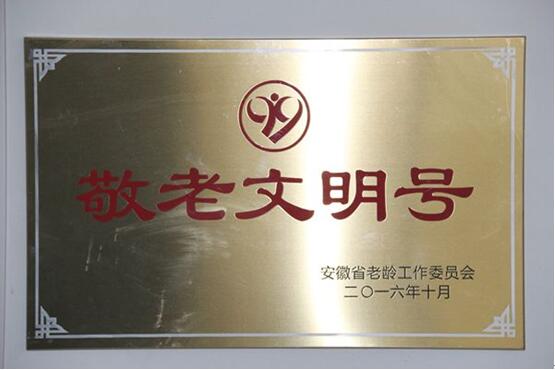 敬老文明号
安徽省老龄工作委员会
二〇一六年十月